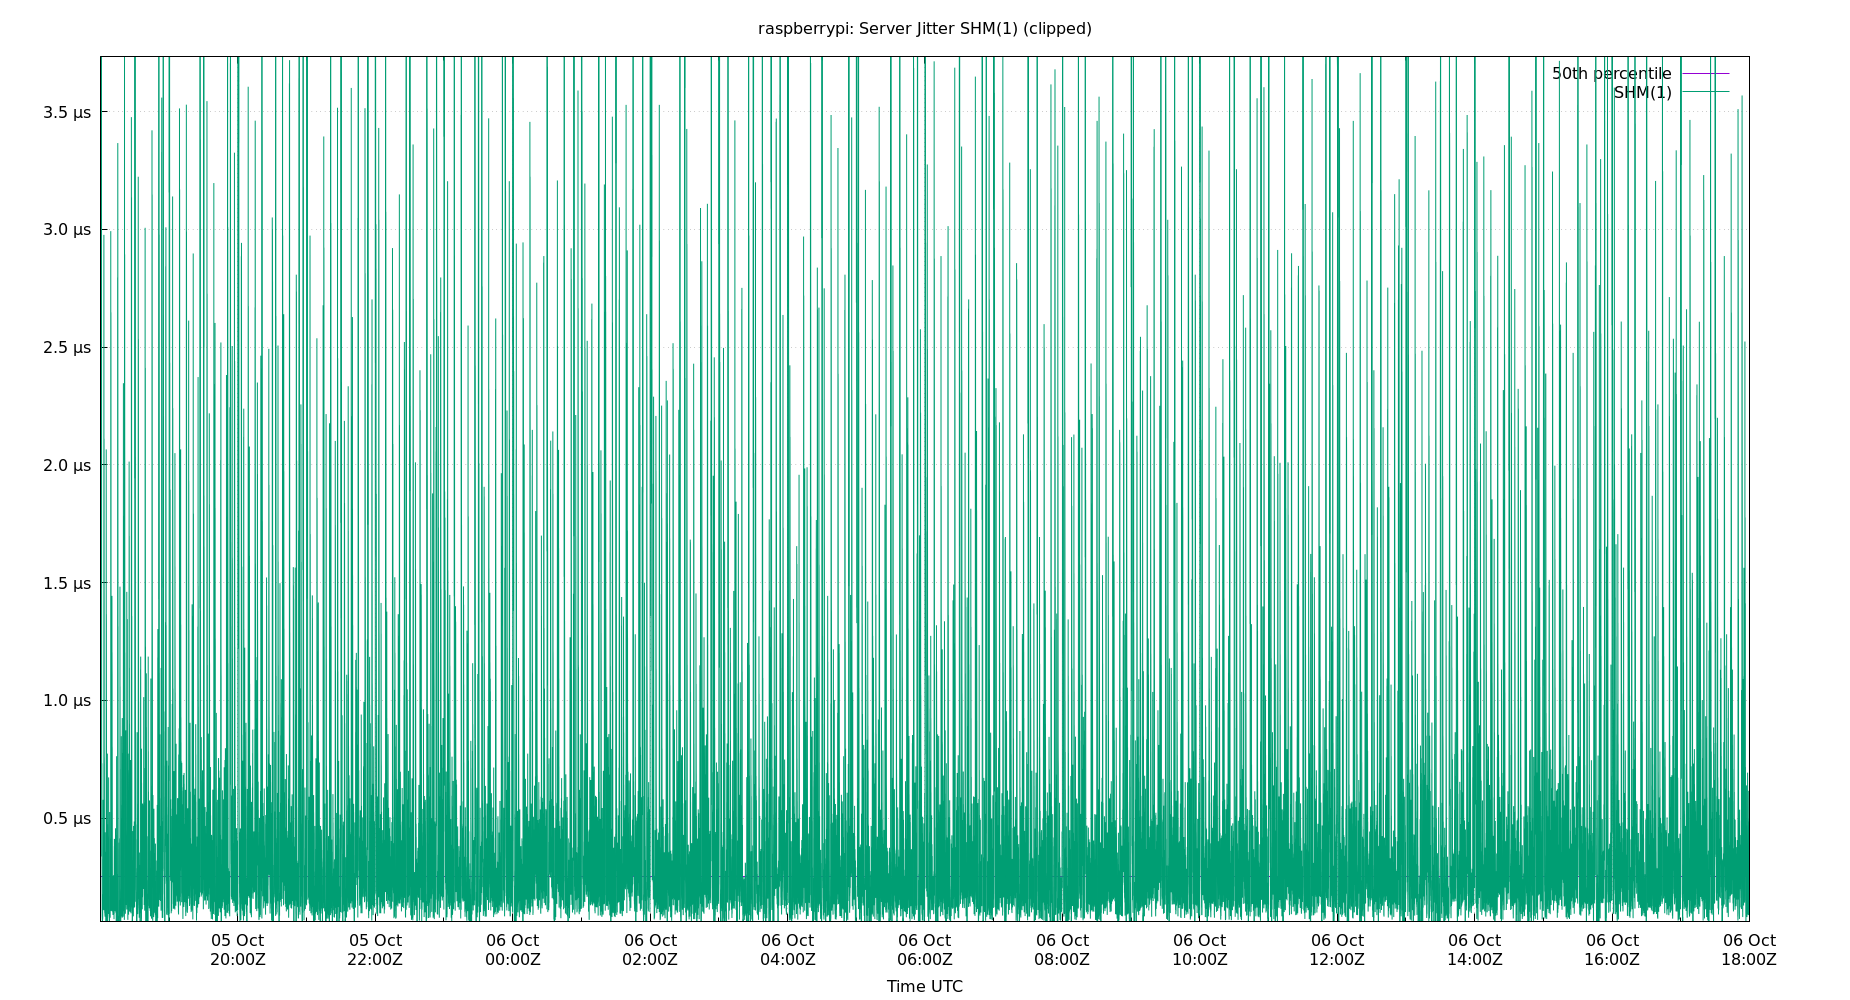 raspberrypi: Server Jitter SHM(1) (clipped)
50th percentile
SHM(1)
3.5 µs
3.0 µs
2.5 µs
2.0 µs
1.5 µs
1.0 µs
0.5 µs
05 Oct 05 Oct 06 Oct 06 Oct 06 Oct 06 Oct 06 Oct 06 Oct 06 Oct 06 Oct 06 Oct 06 Oct
20:00Z 22:00Z 00:00Z 02:00Z 04:00Z 06:00Z 08:00Z 10:00Z 12:00Z 14:00Z 16:00Z 18:00Z
Time UTC